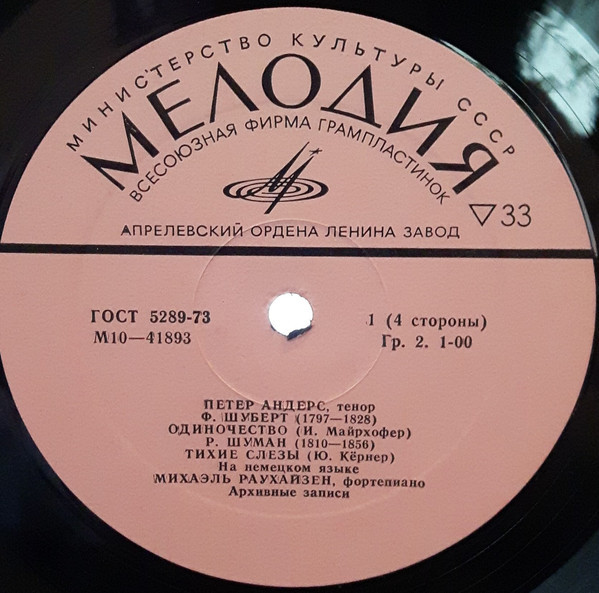 МИНИСТЕРСТВО КУЛЬТУРЫ СССР
МЕЛОДИЯ
ВСЕСОЮЗНАЯ ФИРМА ГРАМПЛАСТИНОК
▽33
АПРЕЛЕВСКИЙ ОРДЕНА ЛЕНИНА ЗАВОД
ГОСТ 5289-73
1 (4 стороны)
М10—41893
Гр. 2. 1-00
ПЕТЕР АНДЕРС, тенор
Ф. ШУБЕРТ (1797—1828)
ОДИНОЧЕСТВО (И. Майрхофер)
Р. ШУМАН (1810—1856)
ТИХИЕ СЛЕЗЫ (Ю. Кёрнер)
На немецком языке
МИХАЭЛЬ РАУХАЙЗЕН, фортепиано
Архивные записи